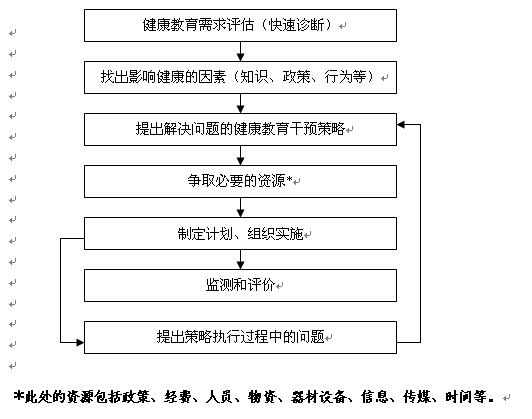 健康教育需求评估（快速诊断）
找出影响健康的因素（知识、政策、行为等）
提出解决问题的健康教育干预策略
争取必要的资源*
制定计划、组织实施
监测和评价
提出策略执行过程中的问题
*此处的资源包括政策、经费、人员、物资、器材设备、信息、传媒、时间等。